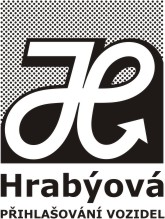 H
Hrabýová
PŘIHLAŠOVÁNÍ VOZIDEL